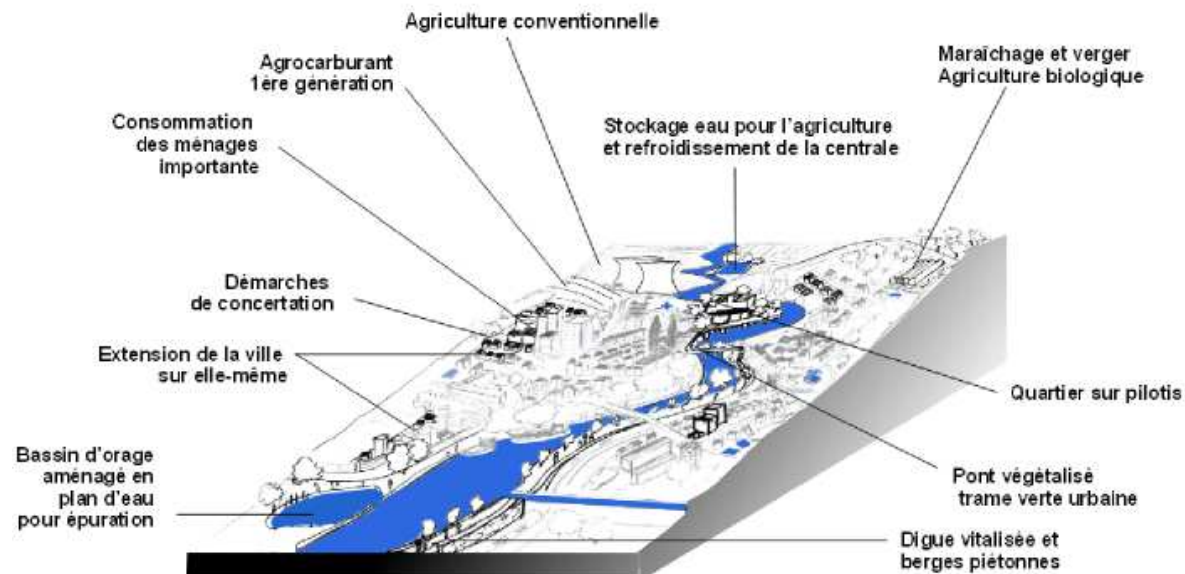 Agriculture conventionnelle
Agrocarburant
1ère génération
Maraîchage et verger
Agriculture biologique
Consommation
des ménages
importante
Stockage eau pour l'agriculture
et refroidissement de la centrale
Démarches
de concertation
Extension de la ville
sur elle-même
Quartier sur pilotis
Bassin d'orage
aménagé en
plan d'eau
pour épuration
Pont végétalisé
trame verte urbaine
Digue vitalisée et
berges piétonnes